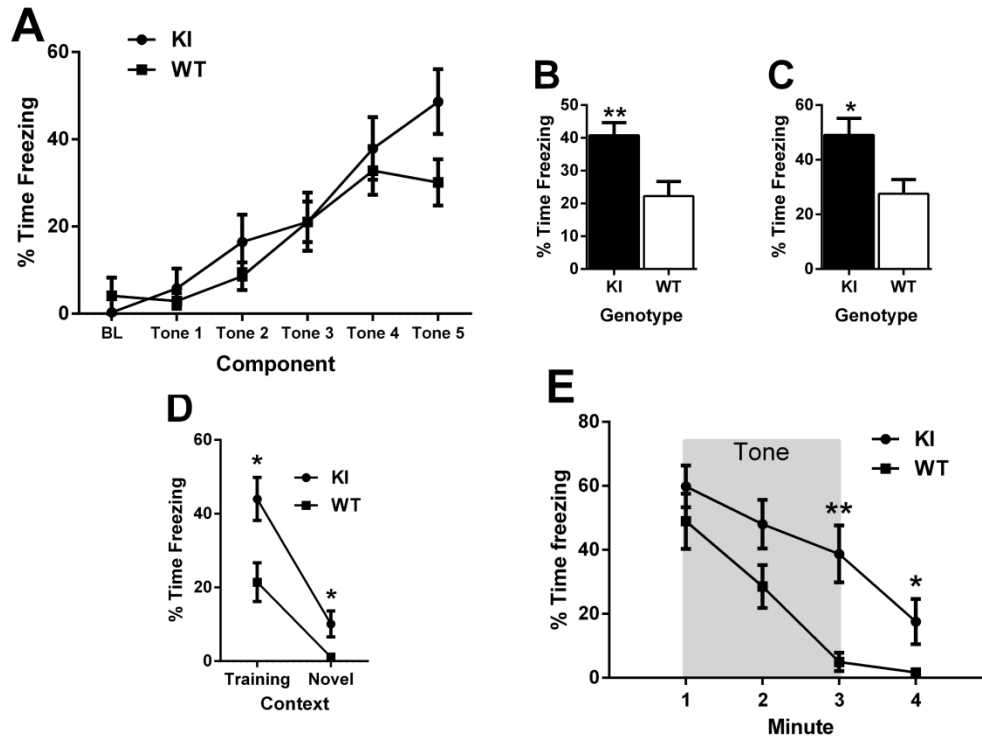 A
KI
WT
% Time Freezing
60
40
20
0
BL Tone 1 Tone 2 Tone 3 Tone 4 Tone 5
Component
B
% Time Freezing
50
40
30
20
10
0
**
KI WT
Genotype
C
% Time Freezing
80
60
40
20
0
*
KI WT
Genotype
D
% Time Freezing
60
40
20
0
*
*
KI
WT
Training Novel
Context
E
% Time freezing
80
60
40
20
0
Tone
KI
WT
**
*
1 2 3 4
Minute